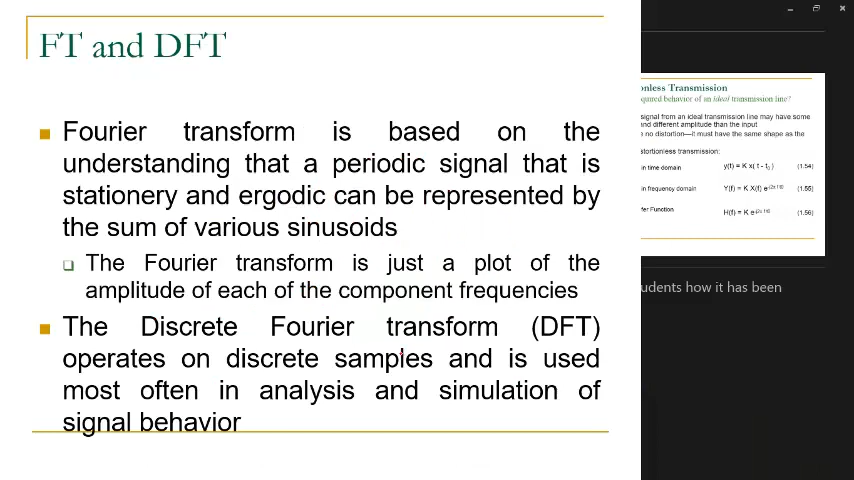 FT and DFT
Fourier transform is based on the
understanding that a periodic signal that is
stationery and ergodic can be represented by
the sum of various sinusoids
The Fourier transform is just a plot of the
amplitude of each of the component frequencies
The Discrete Fourier transform (DFT)
operates on discrete samples and is used
most often in analysis and simulation of
signal behavior
onless Transmission
quared behavior of an ideal transmission line?
signal from an ideal transmission line may have some
nd different amplitude than the input
e no distortion—it must have the same shape as the
stortionless transmission:
in time domain y(t) = K x( t - t0 ) (1.54)
in frequency domain (1.55)
fer Function (1.56)
udents how it has been